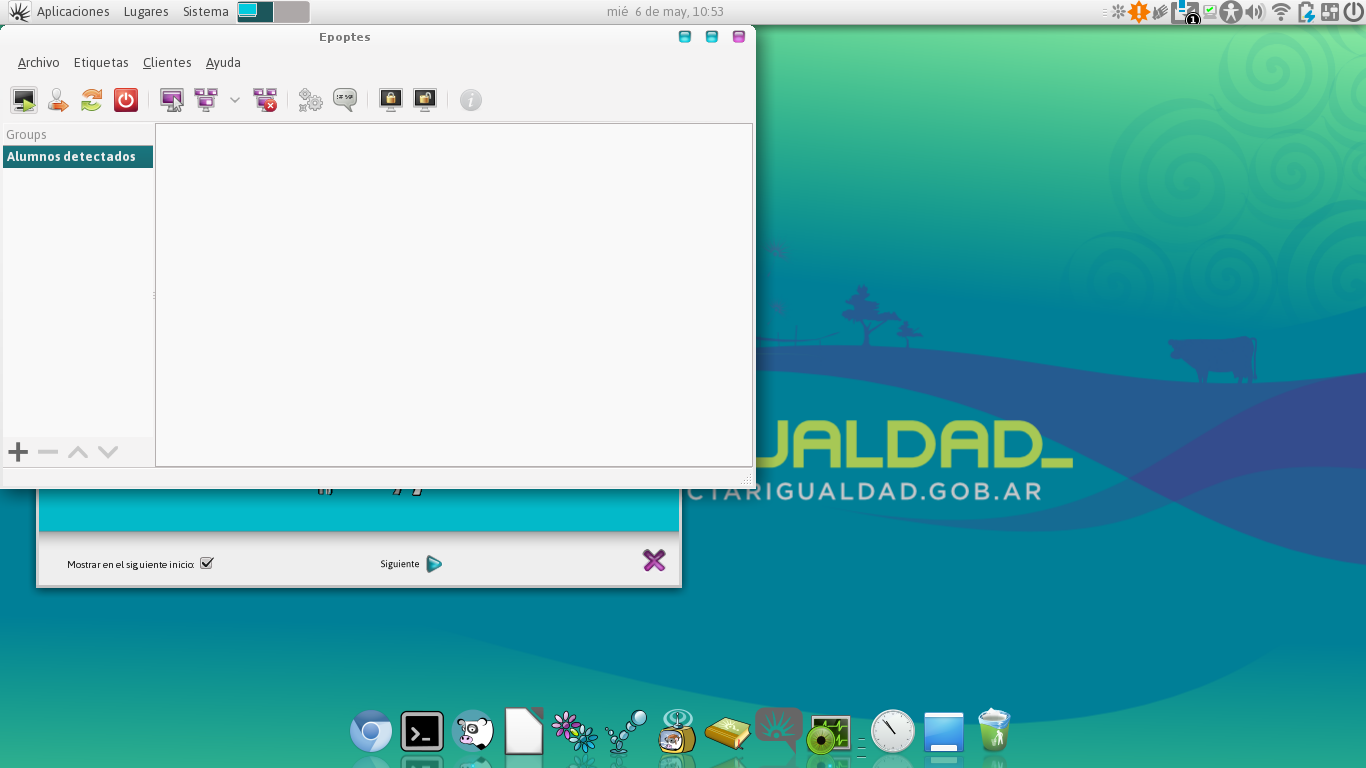 Aplicaciones Lugares Sistema mié 6 de may, 10:53
1
Epoptes
Archivo Etiquetas Clientes Ayuda
Groups
Alumnos detectados
UALDAD_
CTARIGUALDAD.GOB.AR
Mostrar en el siguiente inicio: Siguiente